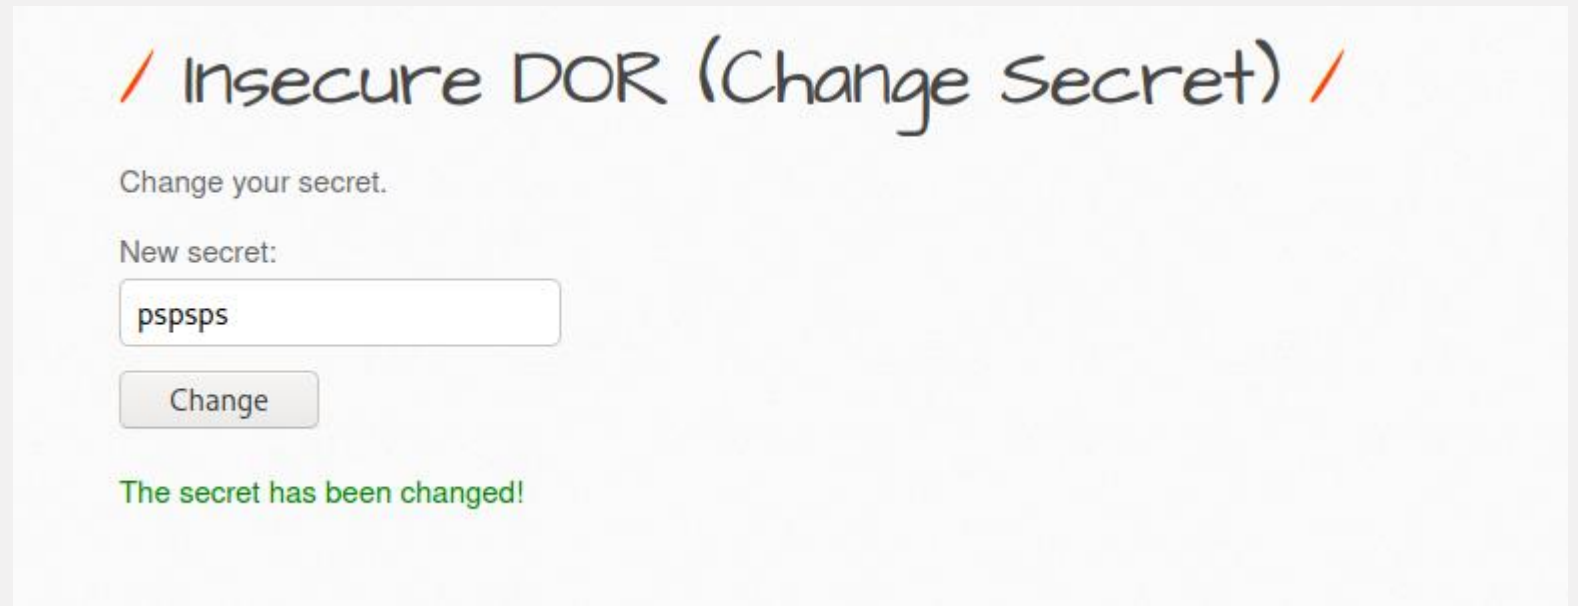 / Insecure DOR (Change Secret) /
Change your secret.
New secret:
pspsps
Change
The secret has been changed!